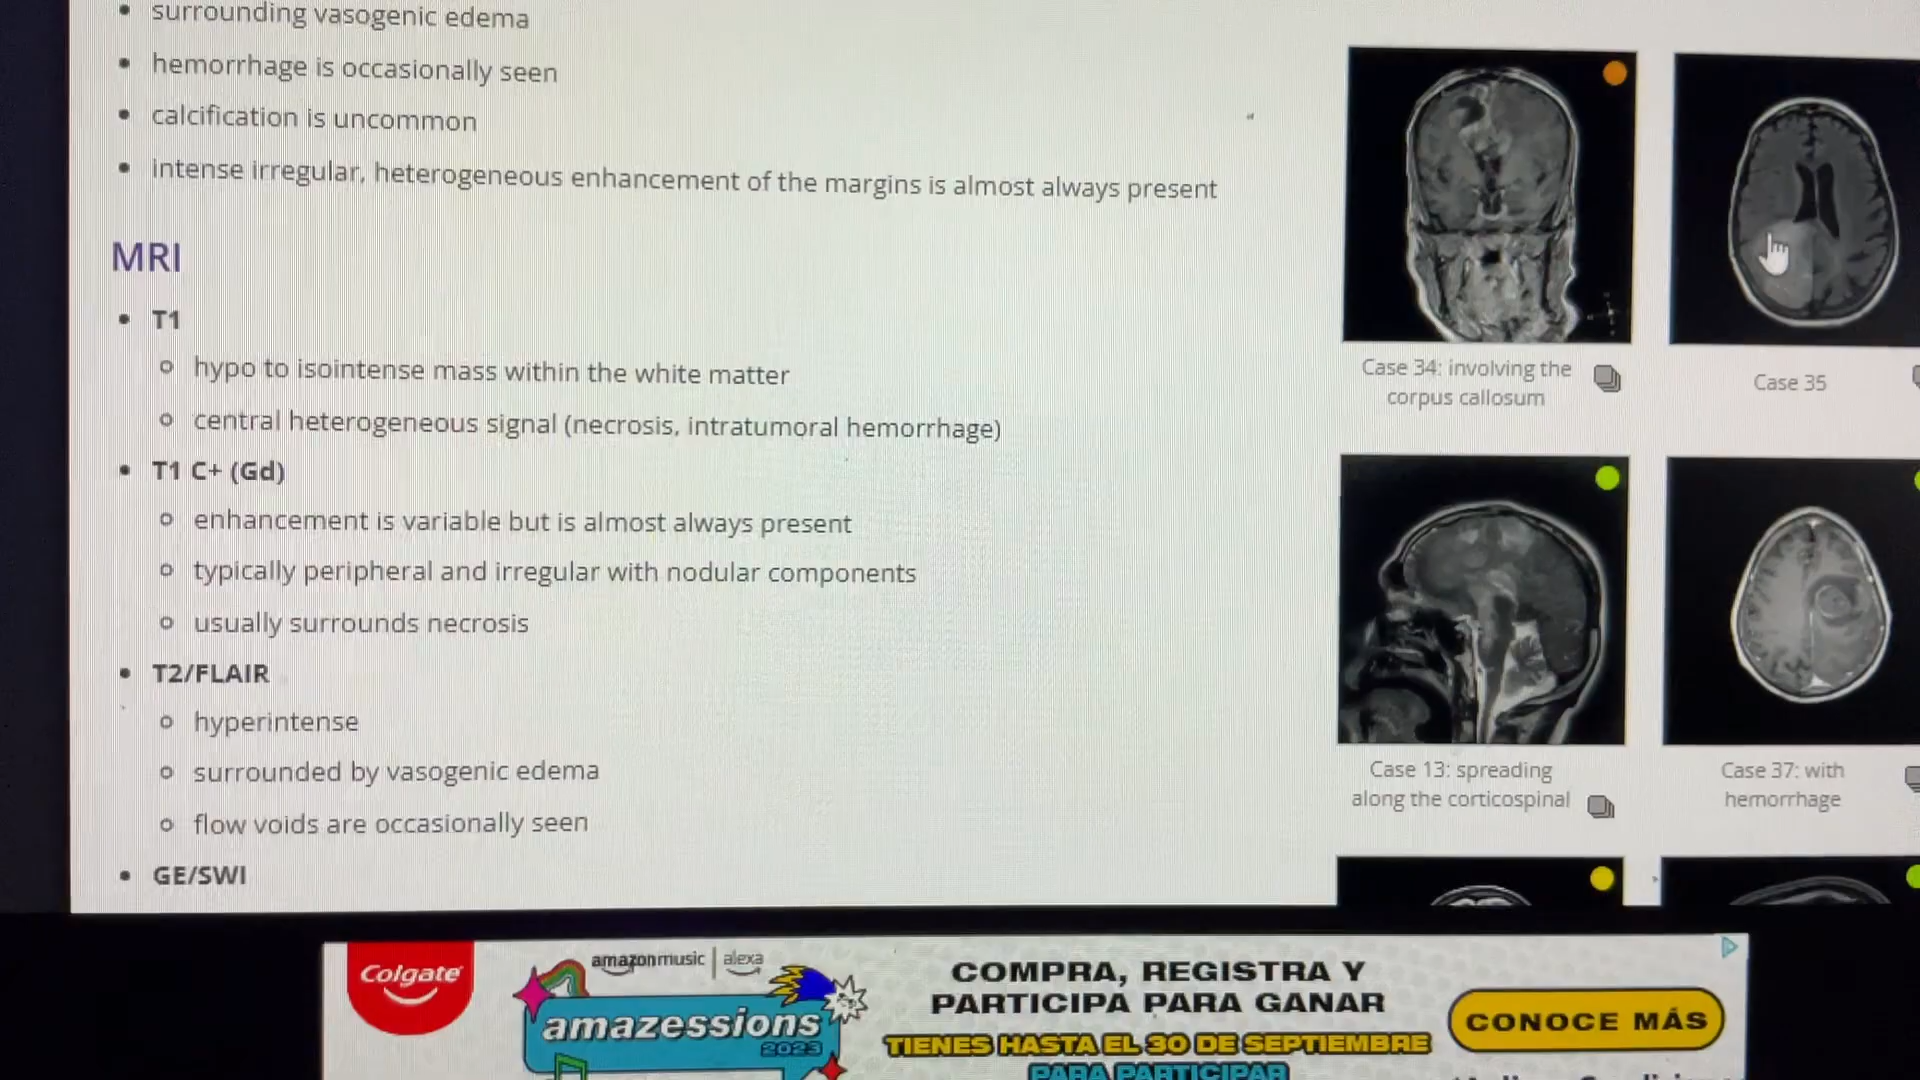 surrounding vasogenic edema
hemorrhage is occasionally seen
calcification is uncommon
intense irregular, heterogeneous enhancement of the margins is almost always present
MRI
T1
hypo to isointense mass within the white matter
central heterogeneous signal (necrosis, intratumoral hemorrhage)
T1 C+ (Gd)
enhancement is variable but is almost always present
typically peripheral and irregular with nodular components
usually surrounds necrosis
T2/FLAIR
hyperintense
surrounded by vasogenic edema
flow voids are occasionally seen
GE/SWI
Case 34: involving the
corpus callosum
Case 35
Case 13: spreading
along the corticospinal
Case 37: with
hemorrhage
Colgate
amazonmusic | alexa
amazessions
2023
COMPRA, REGISTRA Y
PARTICIPA PARA GANAR
TIENES HASTA EL 30 DE SEPTIEMBRE
PARA PARTICIPAR
CONOCE MÁS